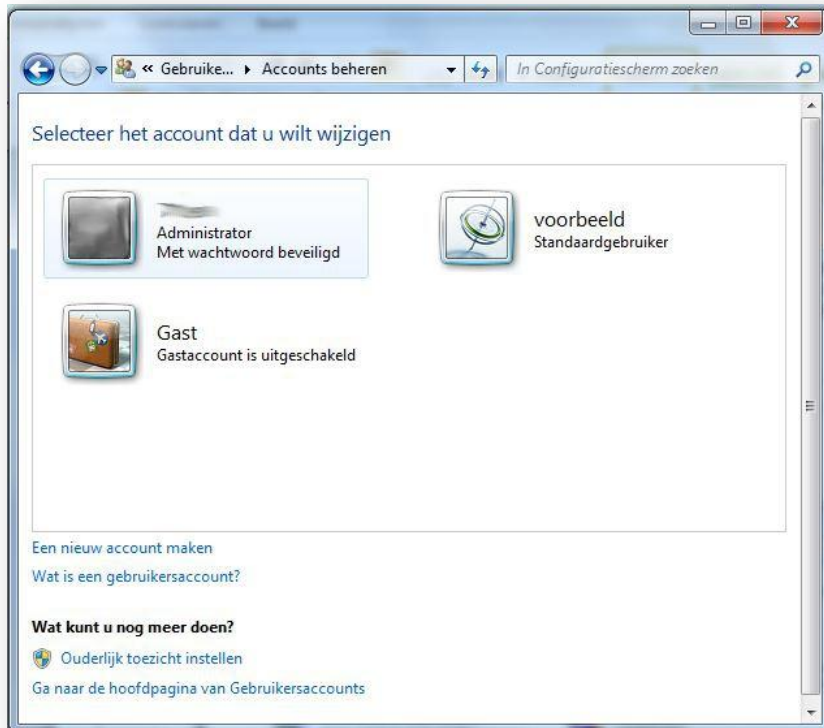 « Gebruike... ▸ Accounts beheren
In Configuratiescherm zoeken
Selecteer het account dat u wilt wijzigen
Administrator
Met wachtwoord beveiligd
voorbeeld
Standaardgebruiker
Gast
Gastaccount is uitgeschakeld
Een nieuw account maken
Wat is een gebruikersaccount?
Wat kunt u nog meer doen?
Ouderlijk toezicht instellen
Ga naar de hoofdpagina van Gebruikersaccounts